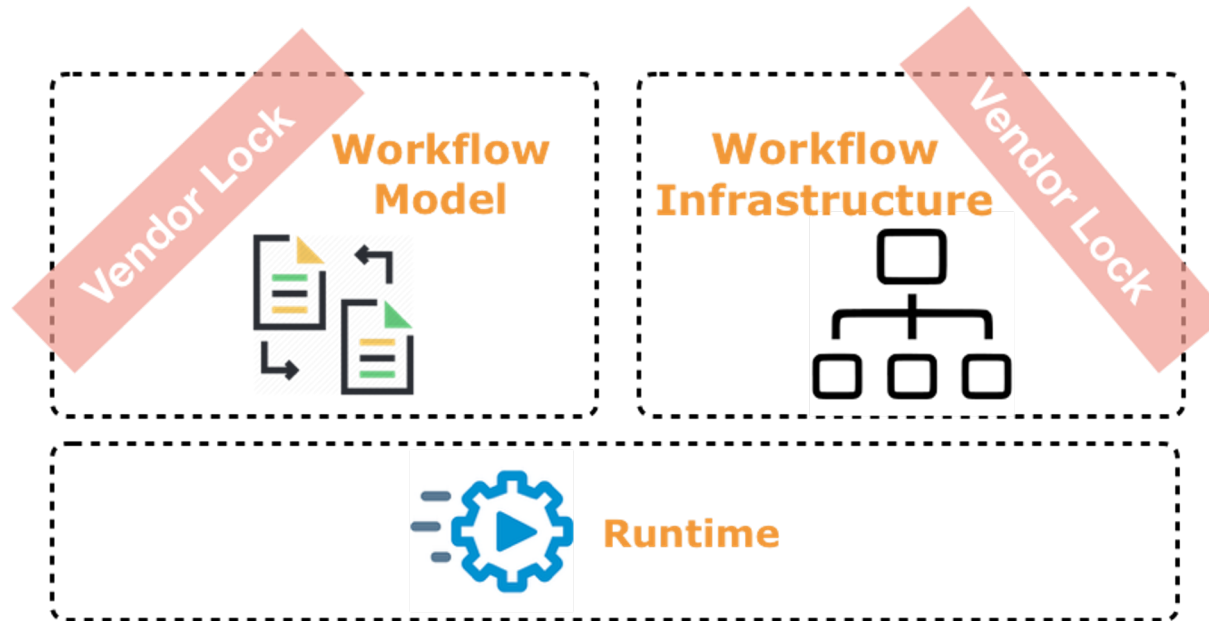 Vendor Lock
Workflow
Model
Workflow
Infrastructure
Vendor Lock
Runtime